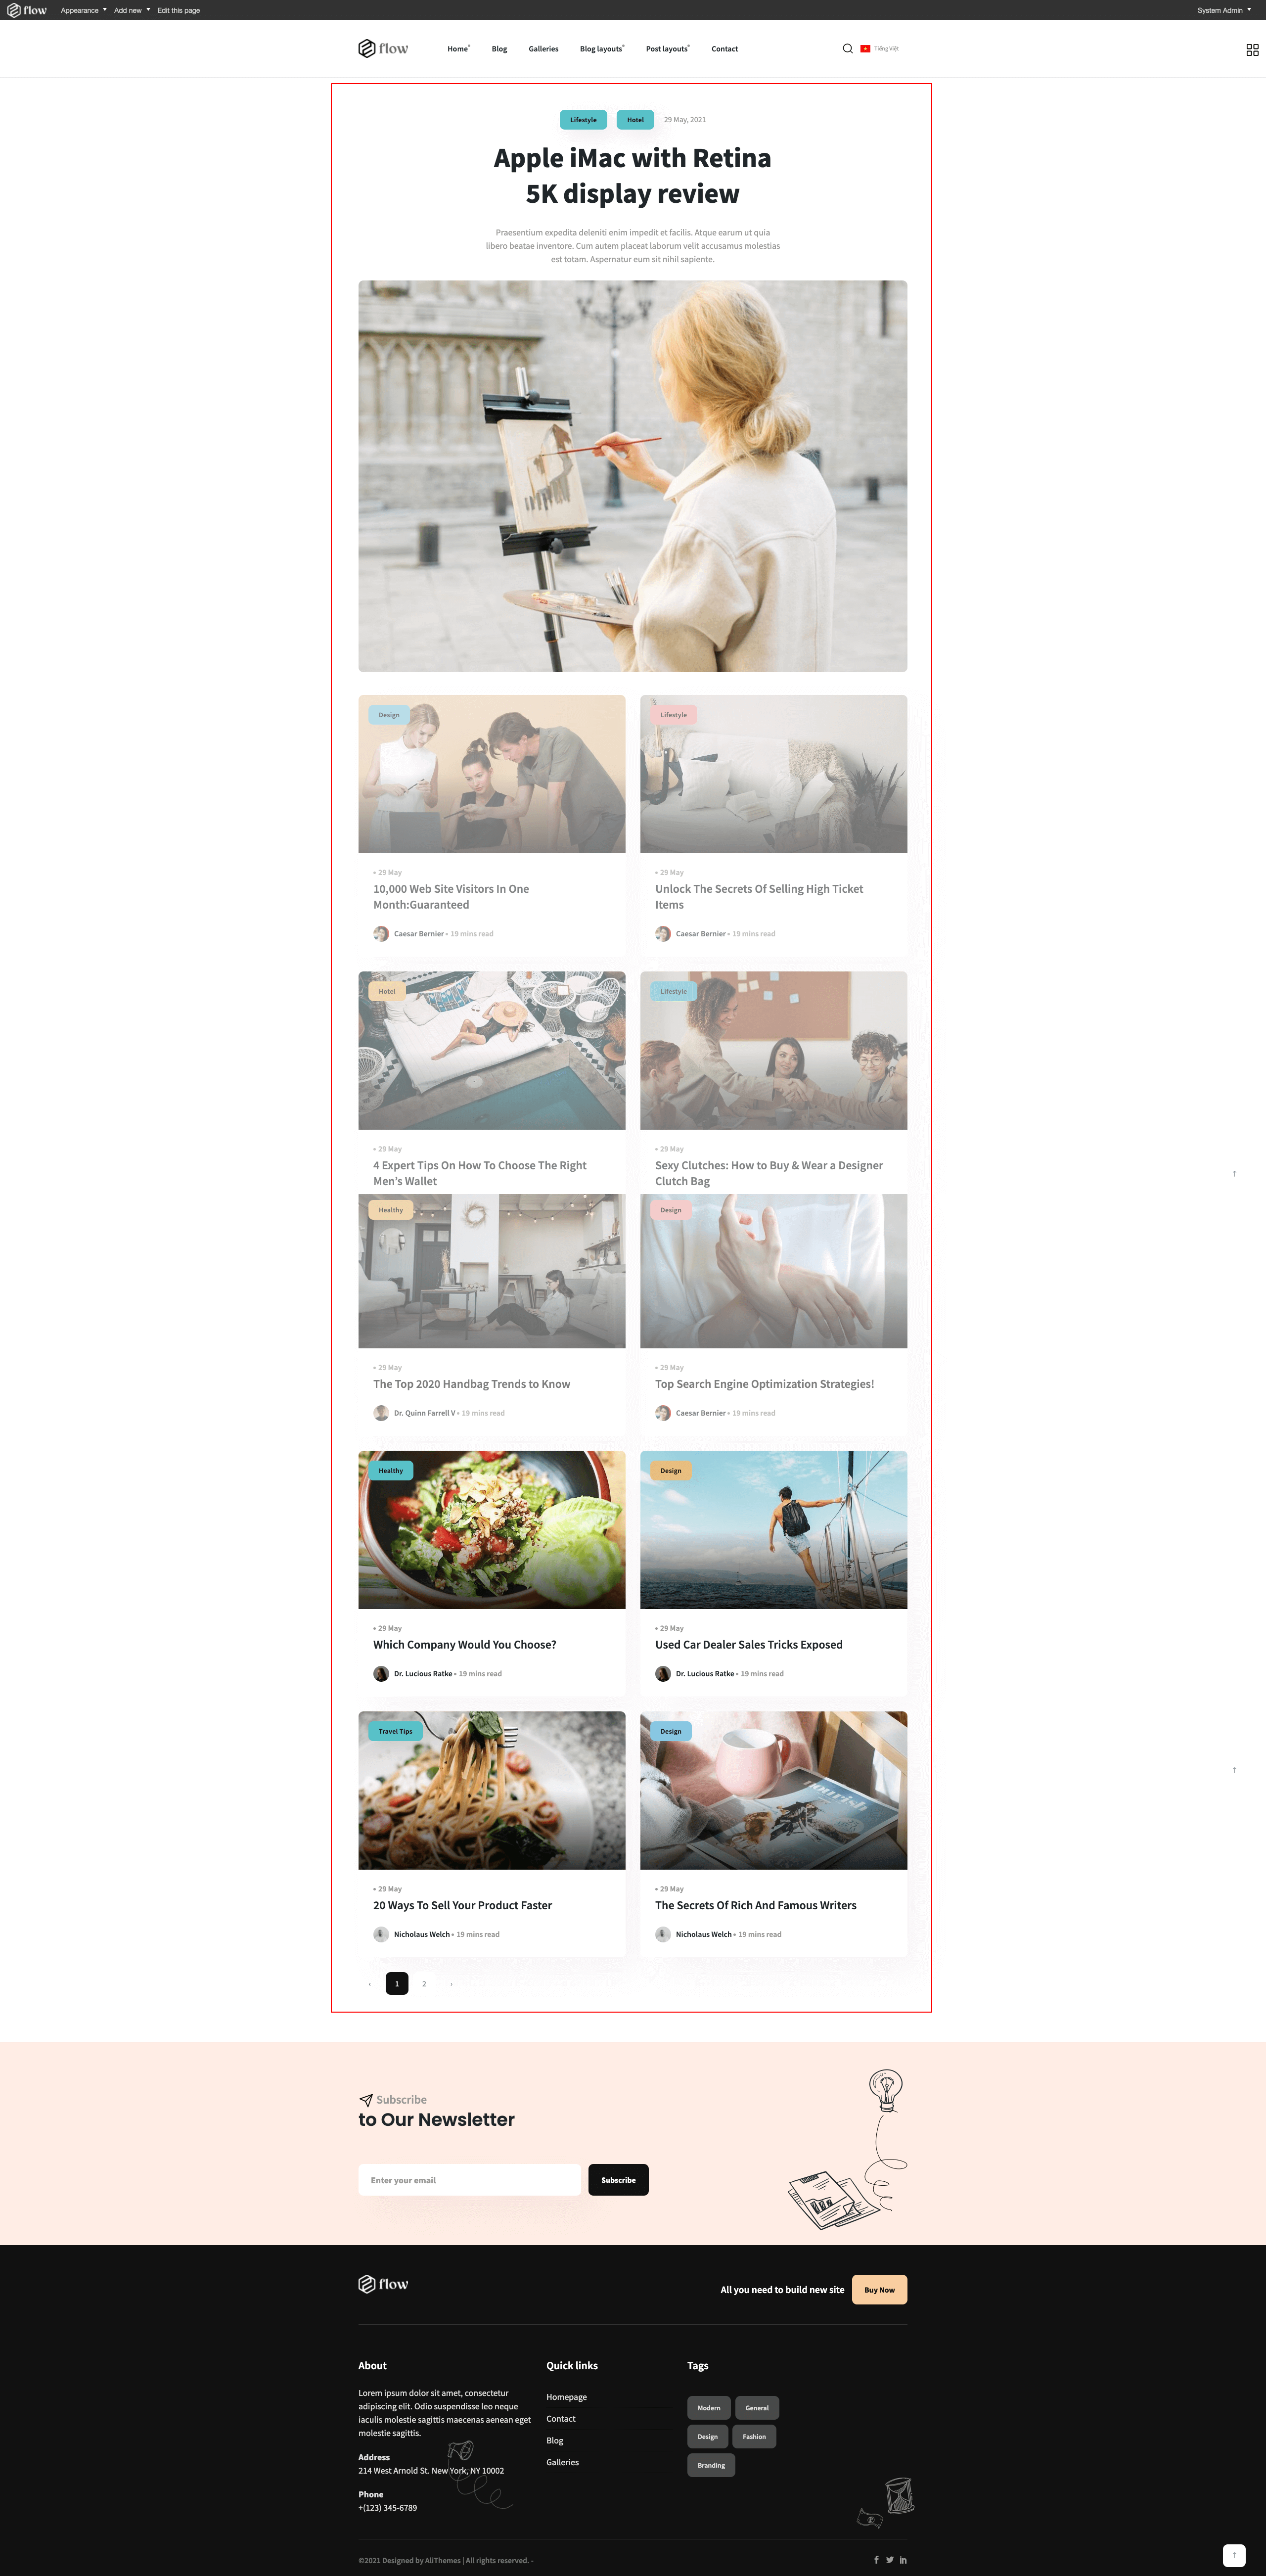 flow Appearance Add new Edit this page System Admin
flow Home Blog Galleries Blog layouts Post layouts Contact Tiếng Việt
Lifestyle Hotel 29 May, 2021
Apple iMac with Retina
5K display review
Praesentium expedita deleniti enim impedit et facilis. Atque earum ut quia
libero beatae inventore. Cum autem placeat laborum velit accusamus molestias
est totam. Aspernatur eum sit nihil sapiente.
Design
• 29 May
10,000 Web Site Visitors In One
Month:Guaranteed
Caesar Bernier • 19 mins read
Lifestyle
• 29 May
Unlock The Secrets Of Selling High Ticket
Items
Caesar Bernier • 19 mins read
Hotel
• 29 May
4 Expert Tips On How To Choose The Right
Men’s Wallet
Lifestyle
• 29 May
Sexy Clutches: How to Buy & Wear a Designer
Clutch Bag
Healthy
• 29 May
The Top 2020 Handbag Trends to Know
Dr. Quinn Farrell V • 19 mins read
Design
• 29 May
Top Search Engine Optimization Strategies!
Caesar Bernier • 19 mins read
Healthy
• 29 May
Which Company Would You Choose?
Dr. Lucious Ratke • 19 mins read
Design
• 29 May
Used Car Dealer Sales Tricks Exposed
Dr. Lucious Ratke • 19 mins read
Travel Tips
• 29 May
20 Ways To Sell Your Product Faster
Nicholaus Welch • 19 mins read
Design
nourish
• 29 May
The Secrets Of Rich And Famous Writers
Nicholaus Welch • 19 mins read
‹ 1 2 ›
Subscribe
to Our Newsletter
Enter your email Subscribe
flow All you need to build new site Buy Now
About
Lorem ipsum dolor sit amet, consectetur
adipiscing elit. Odio suspendisse leo neque
iaculis molestie sagittis maecenas aenean eget
molestie sagittis.
Address
214 West Arnold St. New York, NY 10002
Phone
+(123) 345-6789
Quick links
Homepage
Contact
Blog
Galleries
Tags
Modern General
Design Fashion
Branding
©2021 Designed by AliThemes | All rights reserved. -